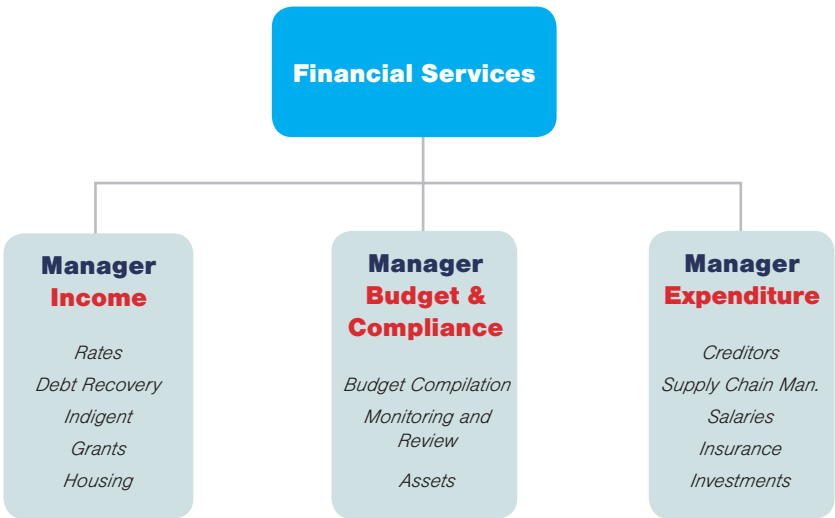 Financial Services
Manager
Income
Rates
Debt Recovery
Indigent
Grants
Housing
Manager
Budget &
Compliance
Budget Compilation
Monitoring and
Review
Assets
Manager
Expenditure
Creditors
Supply Chain Man.
Salaries
Insurance
Investments